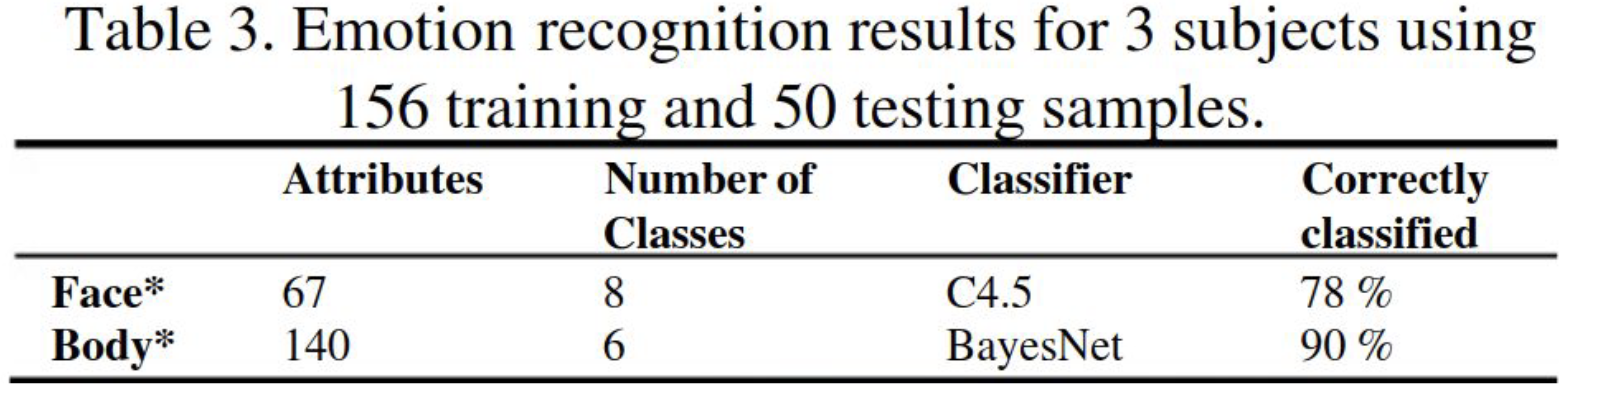 Table 3. Emotion recognition results for 3 subjects using
156 training and 50 testing samples.
Attributes Number of Classes Classifier Correctly classified
Face* 67 8 C4.5 78 %
Body* 140 6 BayesNet 90 %